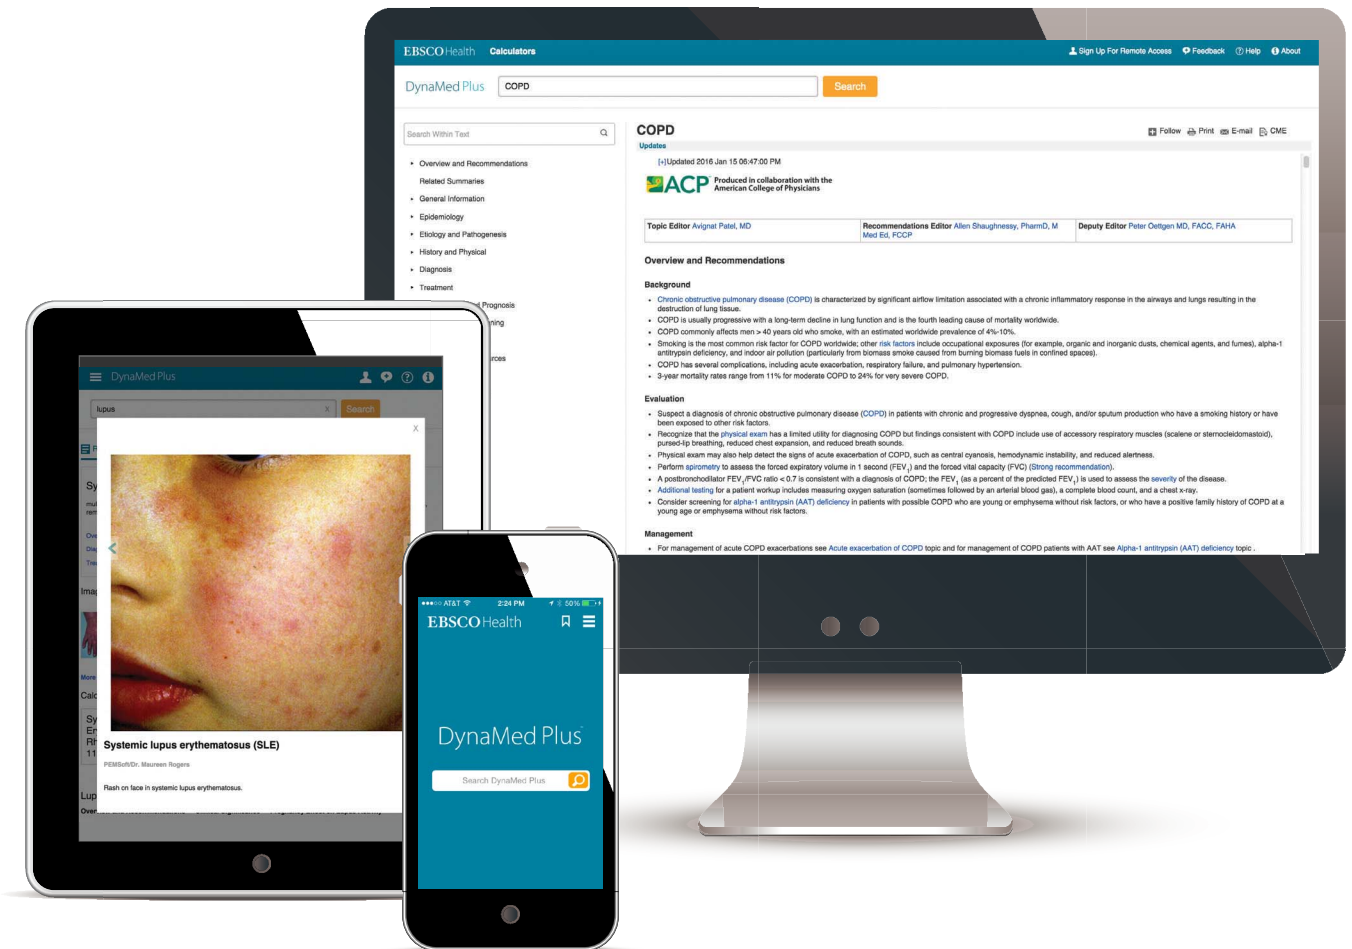 EBSCO Health Calculators Sign Up For Remote Access Feedback Help About
DynaMed Plus COPD Search
Search Within Text
Overview and Recommendations
Related Summaries
General Information
Epidemiology
Etiology and Pathogenesis
History and Physical
Diagnosis
Treatment
Prognosis
COPD Follow Print E-mail CME
Updates
[+]Updated 2016 Jan 15 06:47:00 PM
ACP Produced in collaboration with the
American College of Physicians
Topic Editor Avignat Patel, MD
Recommendations Editor Allen Shaughnessy, PharmD, M
Med Ed, FCCP
Deputy Editor Peter Oettgen MD, FACC, FAHA
Overview and Recommendations
Background
• Chronic obstructive pulmonary disease (COPD) is characterized by significant airflow limitation associated with a chronic inflammatory response in the airways and lungs resulting in the
destruction of lung tissue.
• COPD is usually progressive with a long-term decline in lung function and is the fourth leading cause of mortality worldwide.
• COPD commonly affects men > 40 years old who smoke, with an estimated worldwide prevalence of 4%-10%.
• Smoking is the most common risk factor for COPD worldwide; other risk factors include occupational exposures (for example, organic and inorganic dusts, chemical agents, and fumes), alpha-1
antitrypsin deficiency, and indoor air pollution (particularly from biomass smoke caused from burning biomass fuels in confined spaces).
• COPD has several complications, including acute exacerbation, respiratory failure, and pulmonary hypertension.
• 3-year mortality rates range from 11% for moderate COPD to 24% for very severe COPD.
Evaluation
• Suspect a diagnosis of chronic obstructive pulmonary disease (COPD) in patients with chronic and progressive dyspnea, cough, and/or sputum production who have a smoking history or have
been exposed to other risk factors.
• Recognize that the physical exam has a limited utility for diagnosing COPD but findings consistent with COPD include use of accessory respiratory muscles (scalene or sternocleidomastoid),
pursed-lip breathing, reduced chest expansion, and reduced breath sounds.
• Physical exam may also help detect the signs of acute exacerbation of COPD, such as central cyanosis, hemodynamic instability, and reduced alertness.
• Perform spirometry to assess the forced expiratory volume in 1 second (FEV1) and the forced vital capacity (FVC) (Strong recommendation).
• A postbronchodilator FEV1/FVC ratio < 0.7 is consistent with a diagnosis of COPD; the FEV1 (as a percent of the predicted FEV1) is used to assess the severity of the disease.
• Additional testing for a patient workup includes measuring oxygen saturation (sometimes followed by an arterial blood gas), a complete blood count, and a chest x-ray.
• Consider screening for alpha-1 antitrypsin (AAT) deficiency in patients with possible COPD who are young or emphysema without risk factors, or who have a positive family history of COPD at a
young age or emphysema without risk factors.
Management
• For management of acute COPD exacerbations see Acute exacerbation of COPD topic and for management of COPD patients with AAT see Alpha-1 antitrypsin (AAT) deficiency topic .
DynaMed Plus
lupus X Search
X
Systemic lupus erythematosus (SLE)
PEMSoft/Dr. Maureen Rogers
Rash on face in systemic lupus erythematosus.
AT&T 2:24 PM 50%
EBSCO Health
DynaMed Plus
Search DynaMed Plus